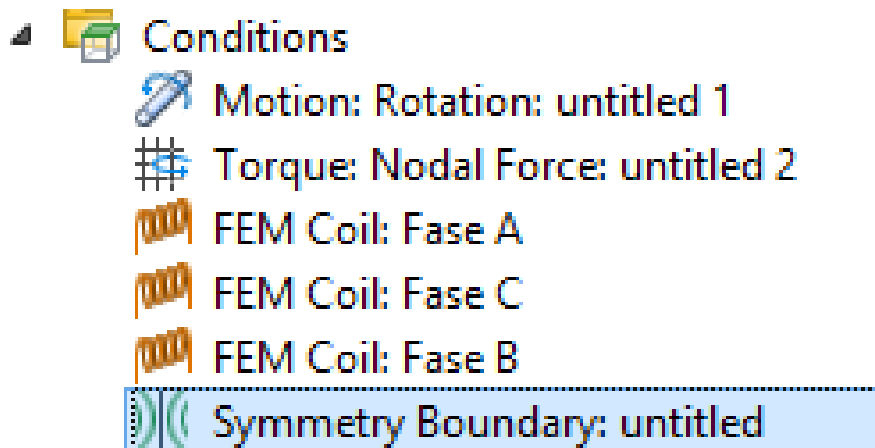 Conditions
Motion: Rotation: untitled 1
Torque: Nodal Force: untitled 2
FEM Coil: Fase A
FEM Coil: Fase C
FEM Coil: Fase B
Symmetry Boundary: untitled